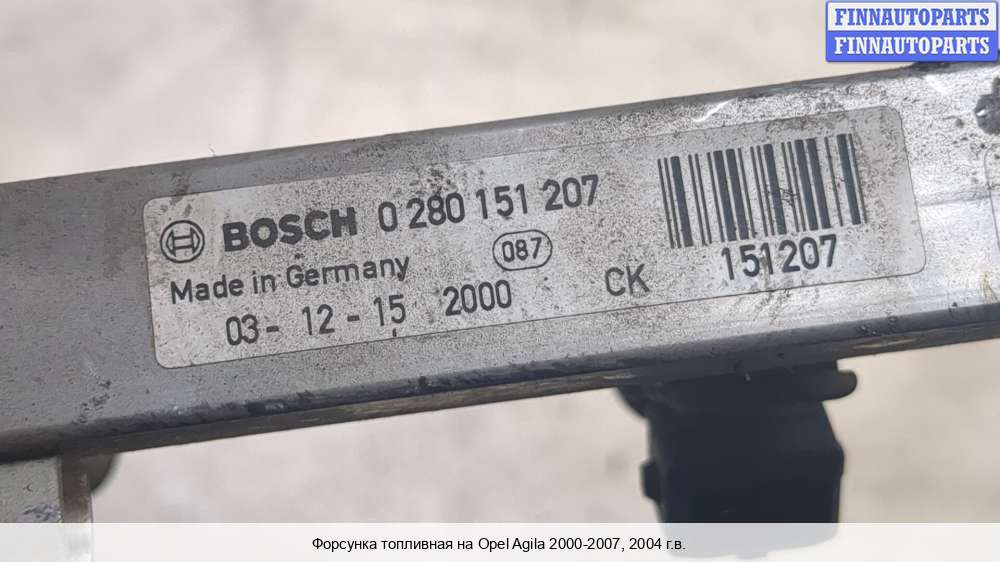 FINNAUTOPARTS
FINNAUTOPARTS
BOSCH 0 280 151 207
Made in Germany 087
03- 12 - 15 2000 CK 151207
Форсунка топливная на Opel Agila 2000-2007, 2004 г.в.